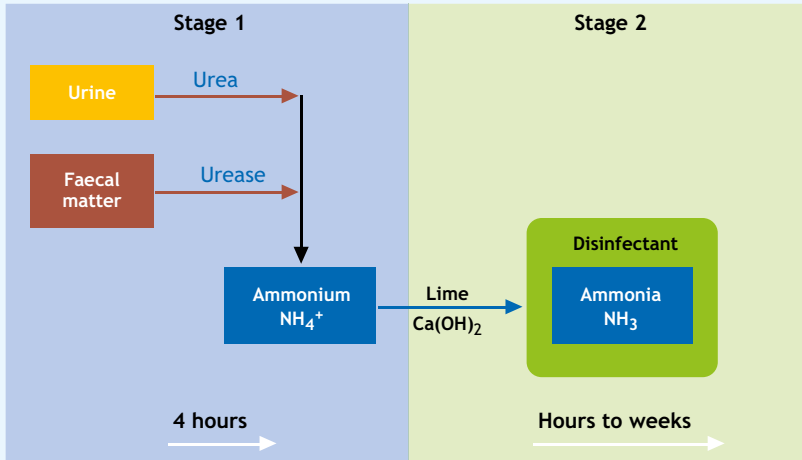 Stage 1
Stage 2
Urine
Urea
Faecal
matter
Urease
Ammonium
NH₄⁺
Lime
Ca(OH)₂
Disinfectant
Ammonia
NH₃
4 hours
Hours to weeks